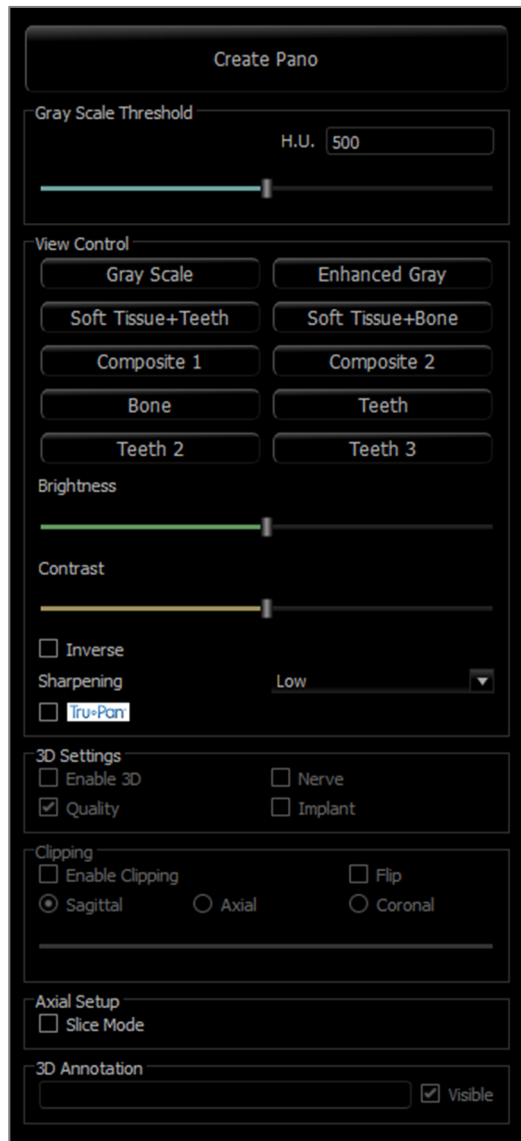 Create Pano
Gray Scale Threshold
H.U. 500
View Control
Gray Scale Enhanced Gray
Soft Tissue+Teeth Soft Tissue+Bone
Composite 1 Composite 2
Bone Teeth
Teeth 2 Teeth 3
Brightness
Contrast
Inverse
Sharpening Low
Tru•Pan™
3D Settings
Enable 3D Nerve
Quality Implant
Clipping
Enable Clipping Flip
Sagittal Axial Coronal
Axial Setup
Slice Mode
3D Annotation
Visible